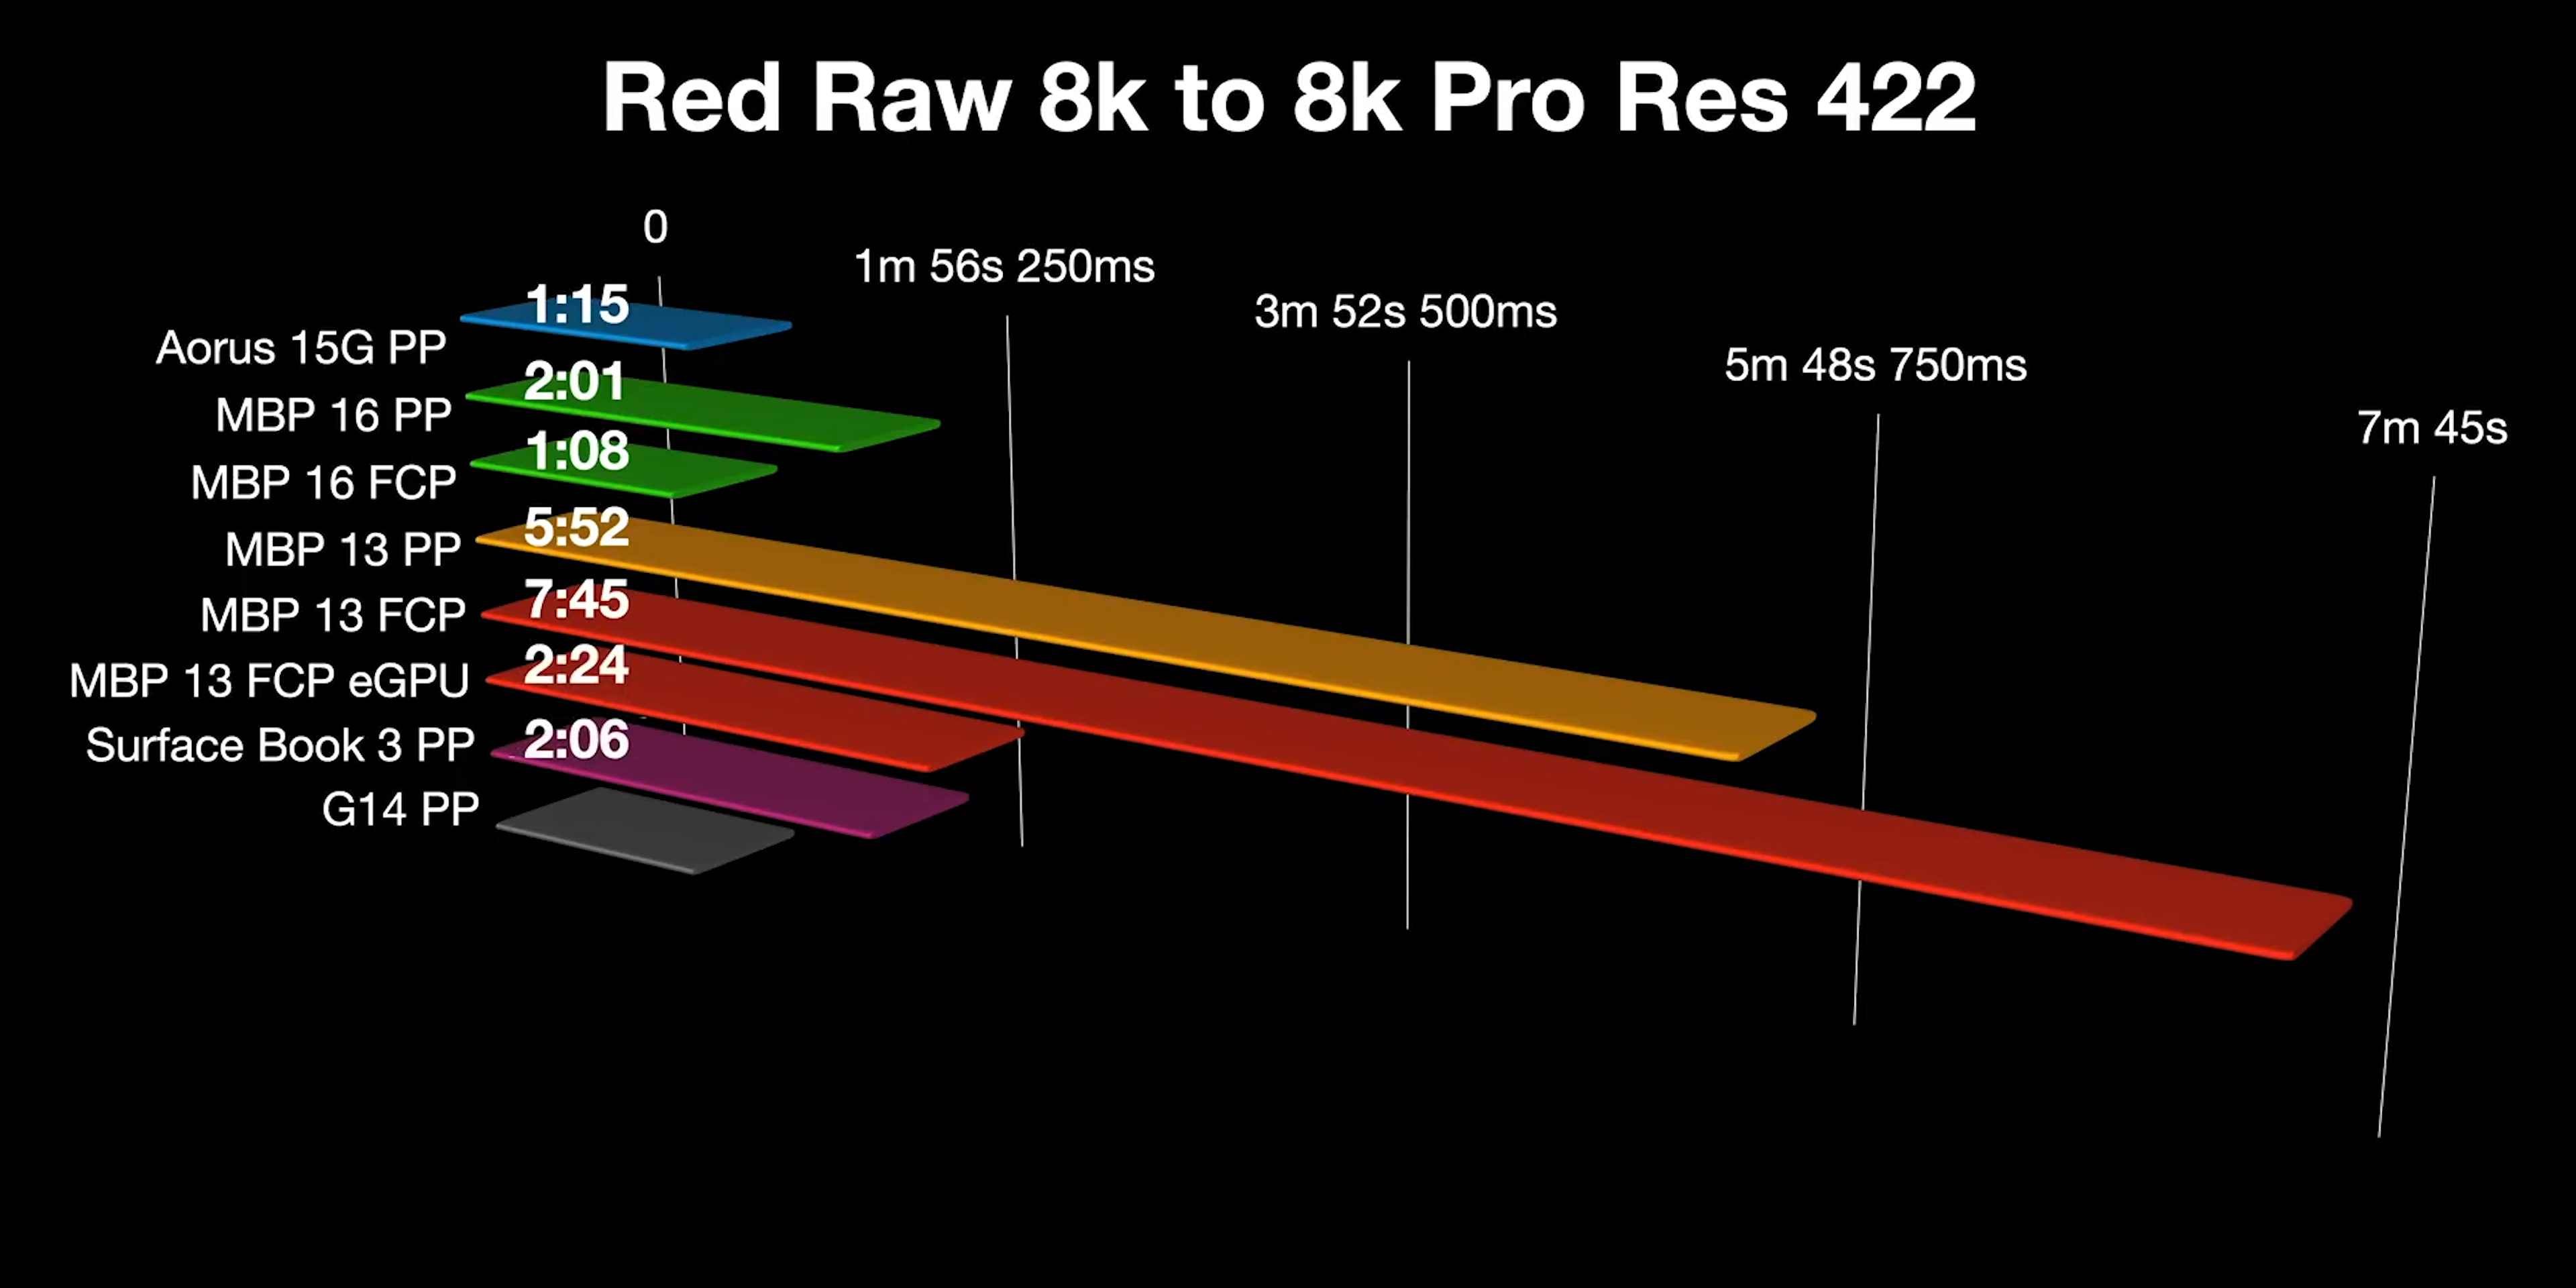 Red Raw 8k to 8k Pro Res 422
0
1m 56s 250ms
3m 52s 500ms
5m 48s 750ms
7m 45s
Aorus 15G PP 1:15
MBP 16 PP 2:01
MBP 16 FCP 1:08
MBP 13 PP 5:52
MBP 13 FCP 7:45
MBP 13 FCP eGPU 2:24
Surface Book 3 PP 2:06
G14 PP